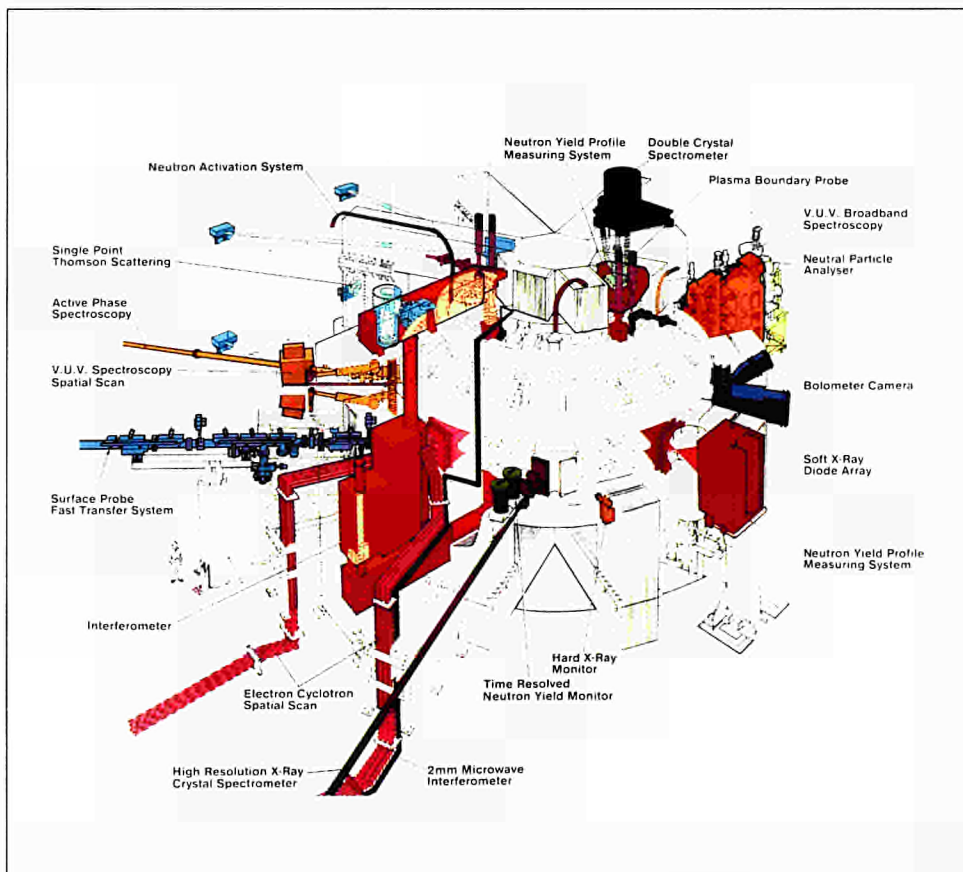 Neutron Yield Profile
Measuring System
Double Crystal
Spectrometer
Neutron Activation System
Plasma Boundary Probe
V.U.V. Broadband
Spectroscopy
Single Point
Thomson Scattering
Neutral Particle
Analyser
Active Phase
Spectroscopy
V.U.V. Spectroscopy
Spatial Scan
Bolometer Camera
Soft X-Ray
Diode Array
Surface Probe
Fast Transfer System
Neutron Yield Profile
Measuring System
Interferometer
Hard X-Ray
Monitor
Electron Cyclotron
Spatial Scan
Time Resolved
Neutron Yield Monitor
High Resolution X-Ray
Crystal Spectrometer
2mm Microwave
Interferometer